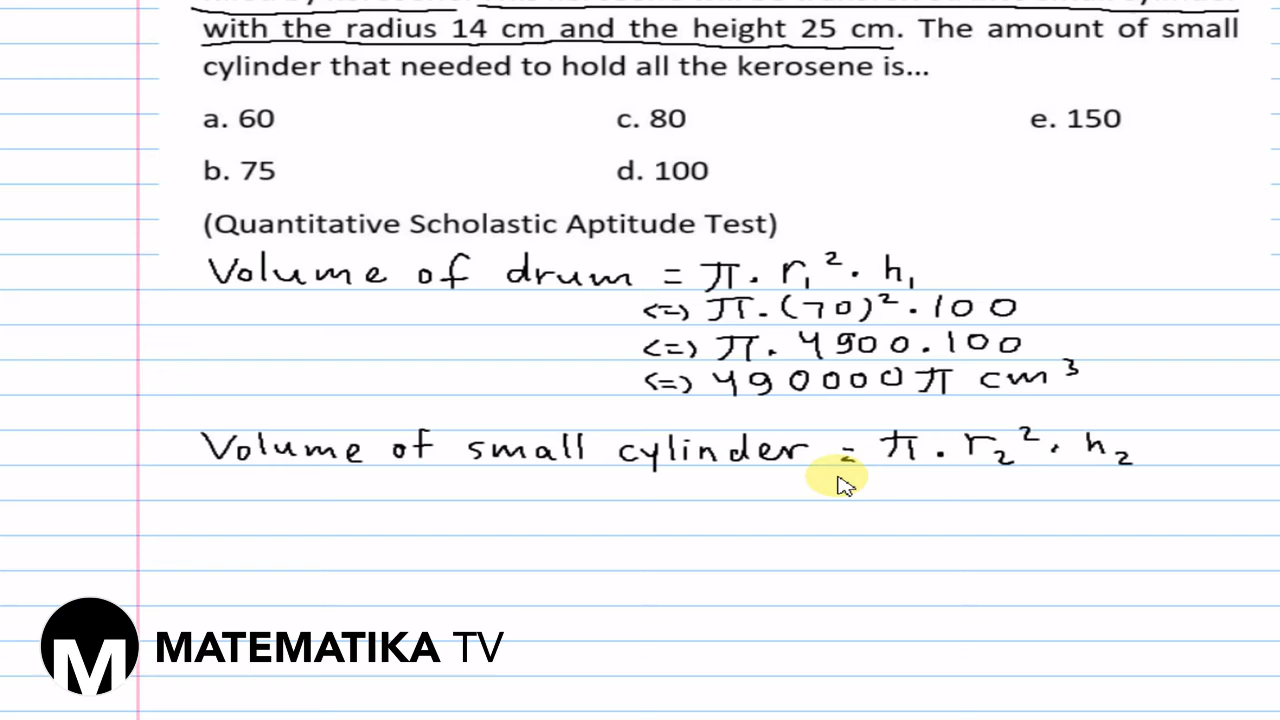 with the radius 14 cm and the height 25 cm. The amount of small
cylinder that needed to hold all the kerosene is...
a. 60 c. 80 e. 150
b. 75 d. 100
(Quantitative Scholastic Aptitude Test)
Volume of drum = π . r₁² . h₁
<=> π . (70)² . 100
<=> π . 4900 . 100
<=> 490000 π cm³
Volume of small cylinder = π . r₂² . h₂
M MATEMATIKA TV